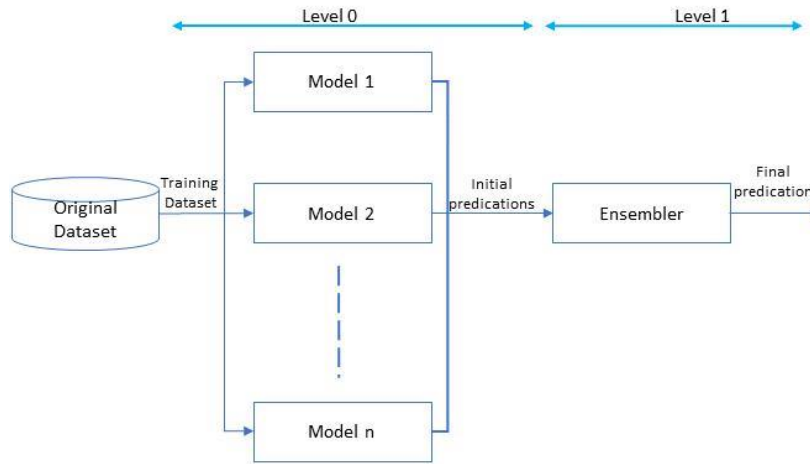 Level 0
Level 1
Model 1
Training
Dataset
Original
Dataset
Model 2
Initial
predications
Ensembler
Final
predication
Model n